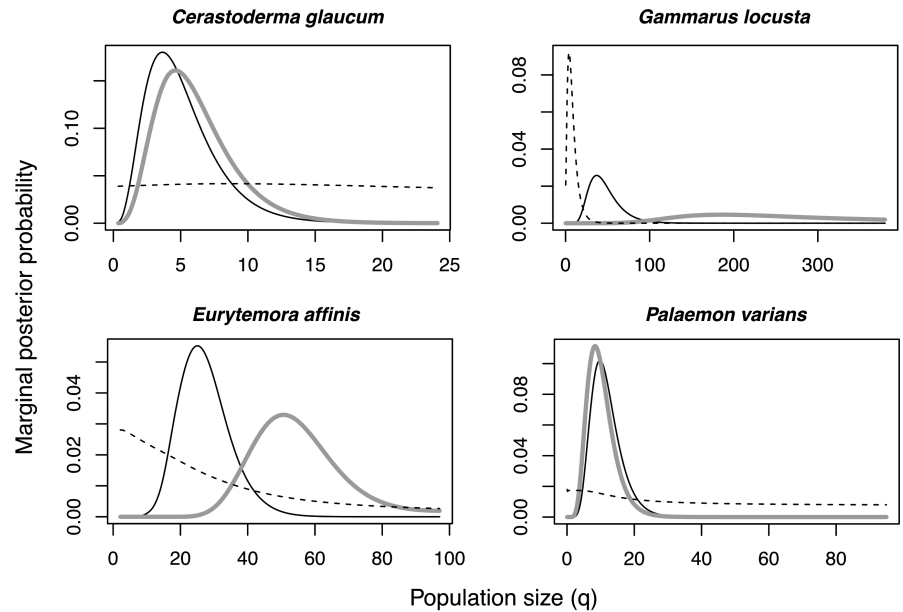 Cerastoderma glaucum
Gammarus locusta
0.00 0.10
0 5 10 15 20 25
0.00 0.04 0.08
0 100 200 300
Marginal posterior probability
Eurytemora affinis
Palaemon varians
0.00 0.02 0.04
0 20 40 60 80 100
0.00 0.04 0.08
0 20 40 60 80
Population size (q)